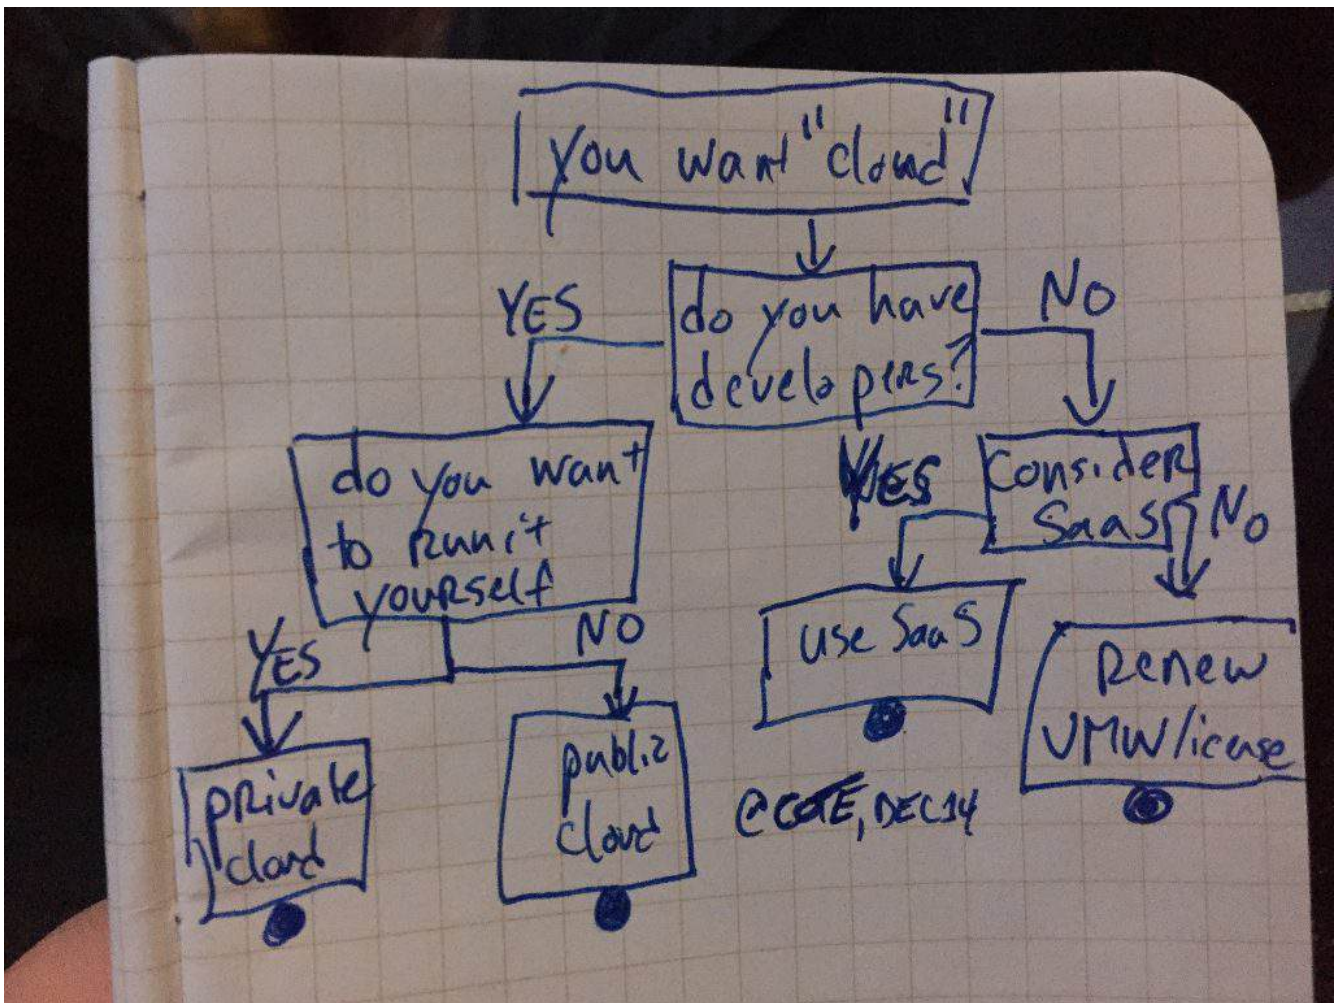 you want "cloud"
do you have
developers?
YES
NO
do you want
to run it
yourself
YES
consider
SaaS
NO
YES
NO
use SaaS
Renew
VMW license
private
cloud
public
cloud
@COTE, DEC14